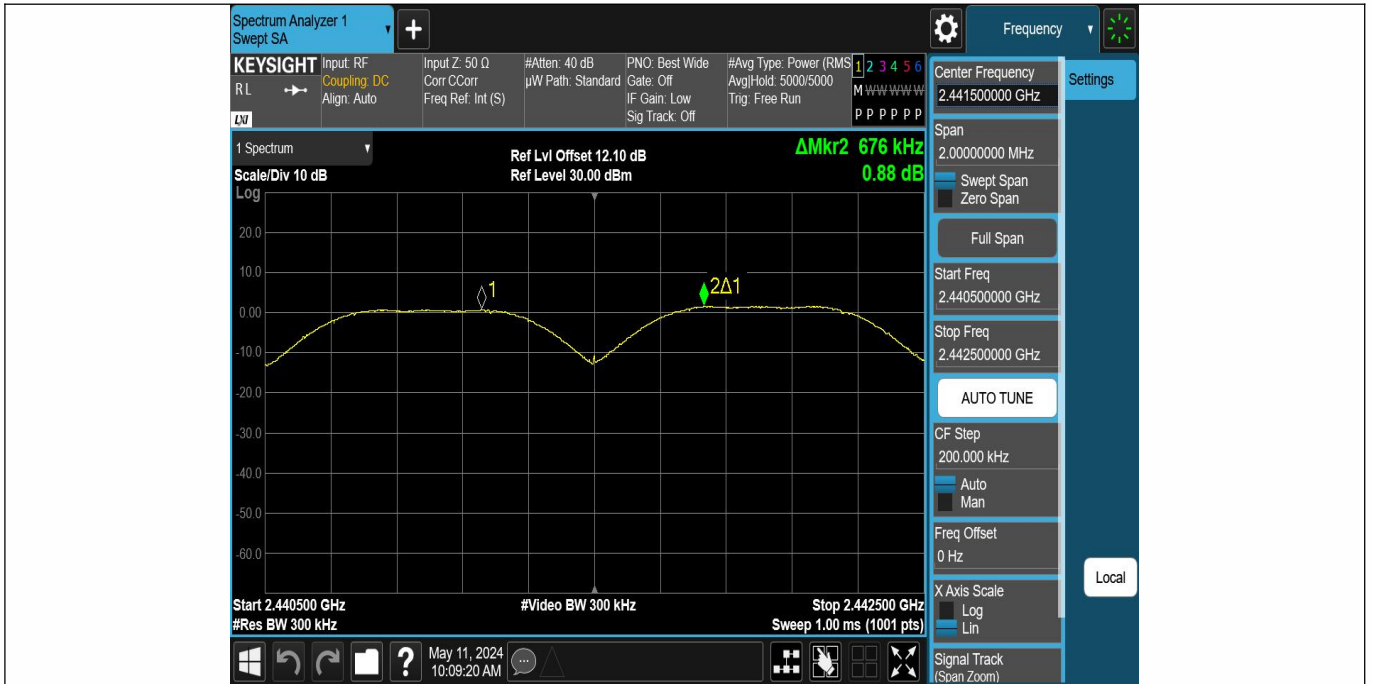 Spectrum Analyzer 1
Swept SA
+
Frequency
KEYSIGHT
RL
LXI
Input: RF
Coupling: DC
Align: Auto
Input Z: 50 Ω
Corr CCorr
Freq Ref: Int (S)
#Atten: 40 dB
µW Path: Standard
PNO: Best Wide
Gate: Off
IF Gain: Low
Sig Track: Off
#Avg Type: Power (RMS
Avg|Hold: 5000/5000
Trig: Free Run
1 2 3 4 5 6
M W W W W W
P P P P P P
1 Spectrum
Scale/Div 10 dB
Log
Ref Lvl Offset 12.10 dB
Ref Level 30.00 dBm
ΔMkr2 676 kHz
0.88 dB
20.0
10.0
0.00
-10.0
-20.0
-30.0
-40.0
-50.0
-60.0
1
2Δ1
Start 2.440500 GHz
#Res BW 300 kHz
#Video BW 300 kHz
Stop 2.442500 GHz
Sweep 1.00 ms (1001 pts)
?
May 11, 2024
10:09:20 AM
Center Frequency
2.441500000 GHz
Settings
Span
2.00000000 MHz
Swept Span
Zero Span
Full Span
Start Freq
2.440500000 GHz
Stop Freq
2.442500000 GHz
AUTO TUNE
CF Step
200.000 kHz
Auto
Man
Freq Offset
0 Hz
X Axis Scale
Log
Lin
Local
Signal Track
(Span Zoom)